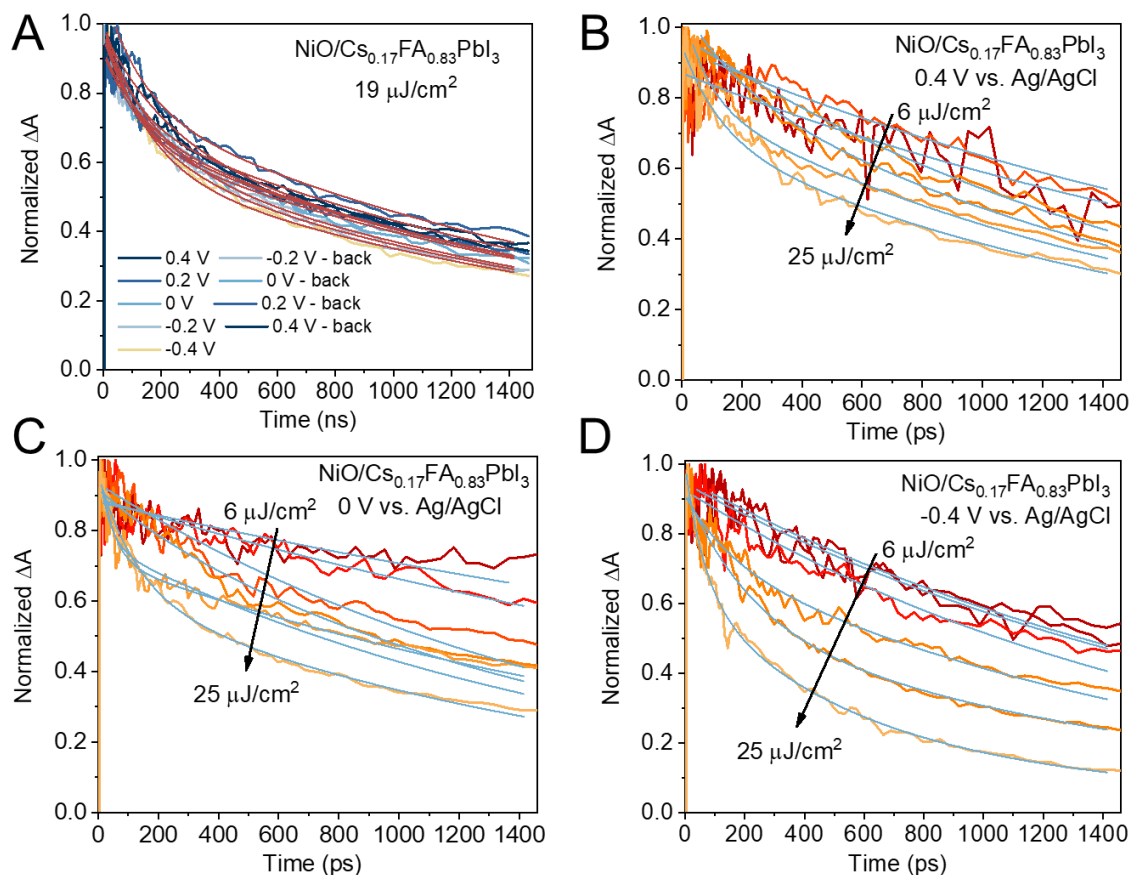 A
NiO/Cs0.17FA0.83PbI3
19 μJ/cm2
Normalized ΔA
1.0
0.8
0.6
0.4
0.2
0.0
0.4 V
0.2 V
0 V
-0.2 V
-0.4 V
-0.2 V - back
0 V - back
0.2 V - back
0.4 V - back
0 200 400 600 800 1000 1200 1400
Time (ns)
B
NiO/Cs0.17FA0.83PbI3
0.4 V vs. Ag/AgCl
6 μJ/cm2
25 μJ/cm2
Normalized ΔA
1.0
0.8
0.6
0.4
0.2
0.0
0 200 400 600 800 1000 1200 1400
Time (ps)
C
NiO/Cs0.17FA0.83PbI3
0 V vs. Ag/AgCl
6 μJ/cm2
25 μJ/cm2
Normalized ΔA
1.0
0.8
0.6
0.4
0.2
0.0
0 200 400 600 800 1000 1200 1400
Time (ps)
D
NiO/Cs0.17FA0.83PbI3
-0.4 V vs. Ag/AgCl
6 μJ/cm2
25 μJ/cm2
Normalized ΔA
1.0
0.8
0.6
0.4
0.2
0.0
0 200 400 600 800 1000 1200 1400
Time (ps)